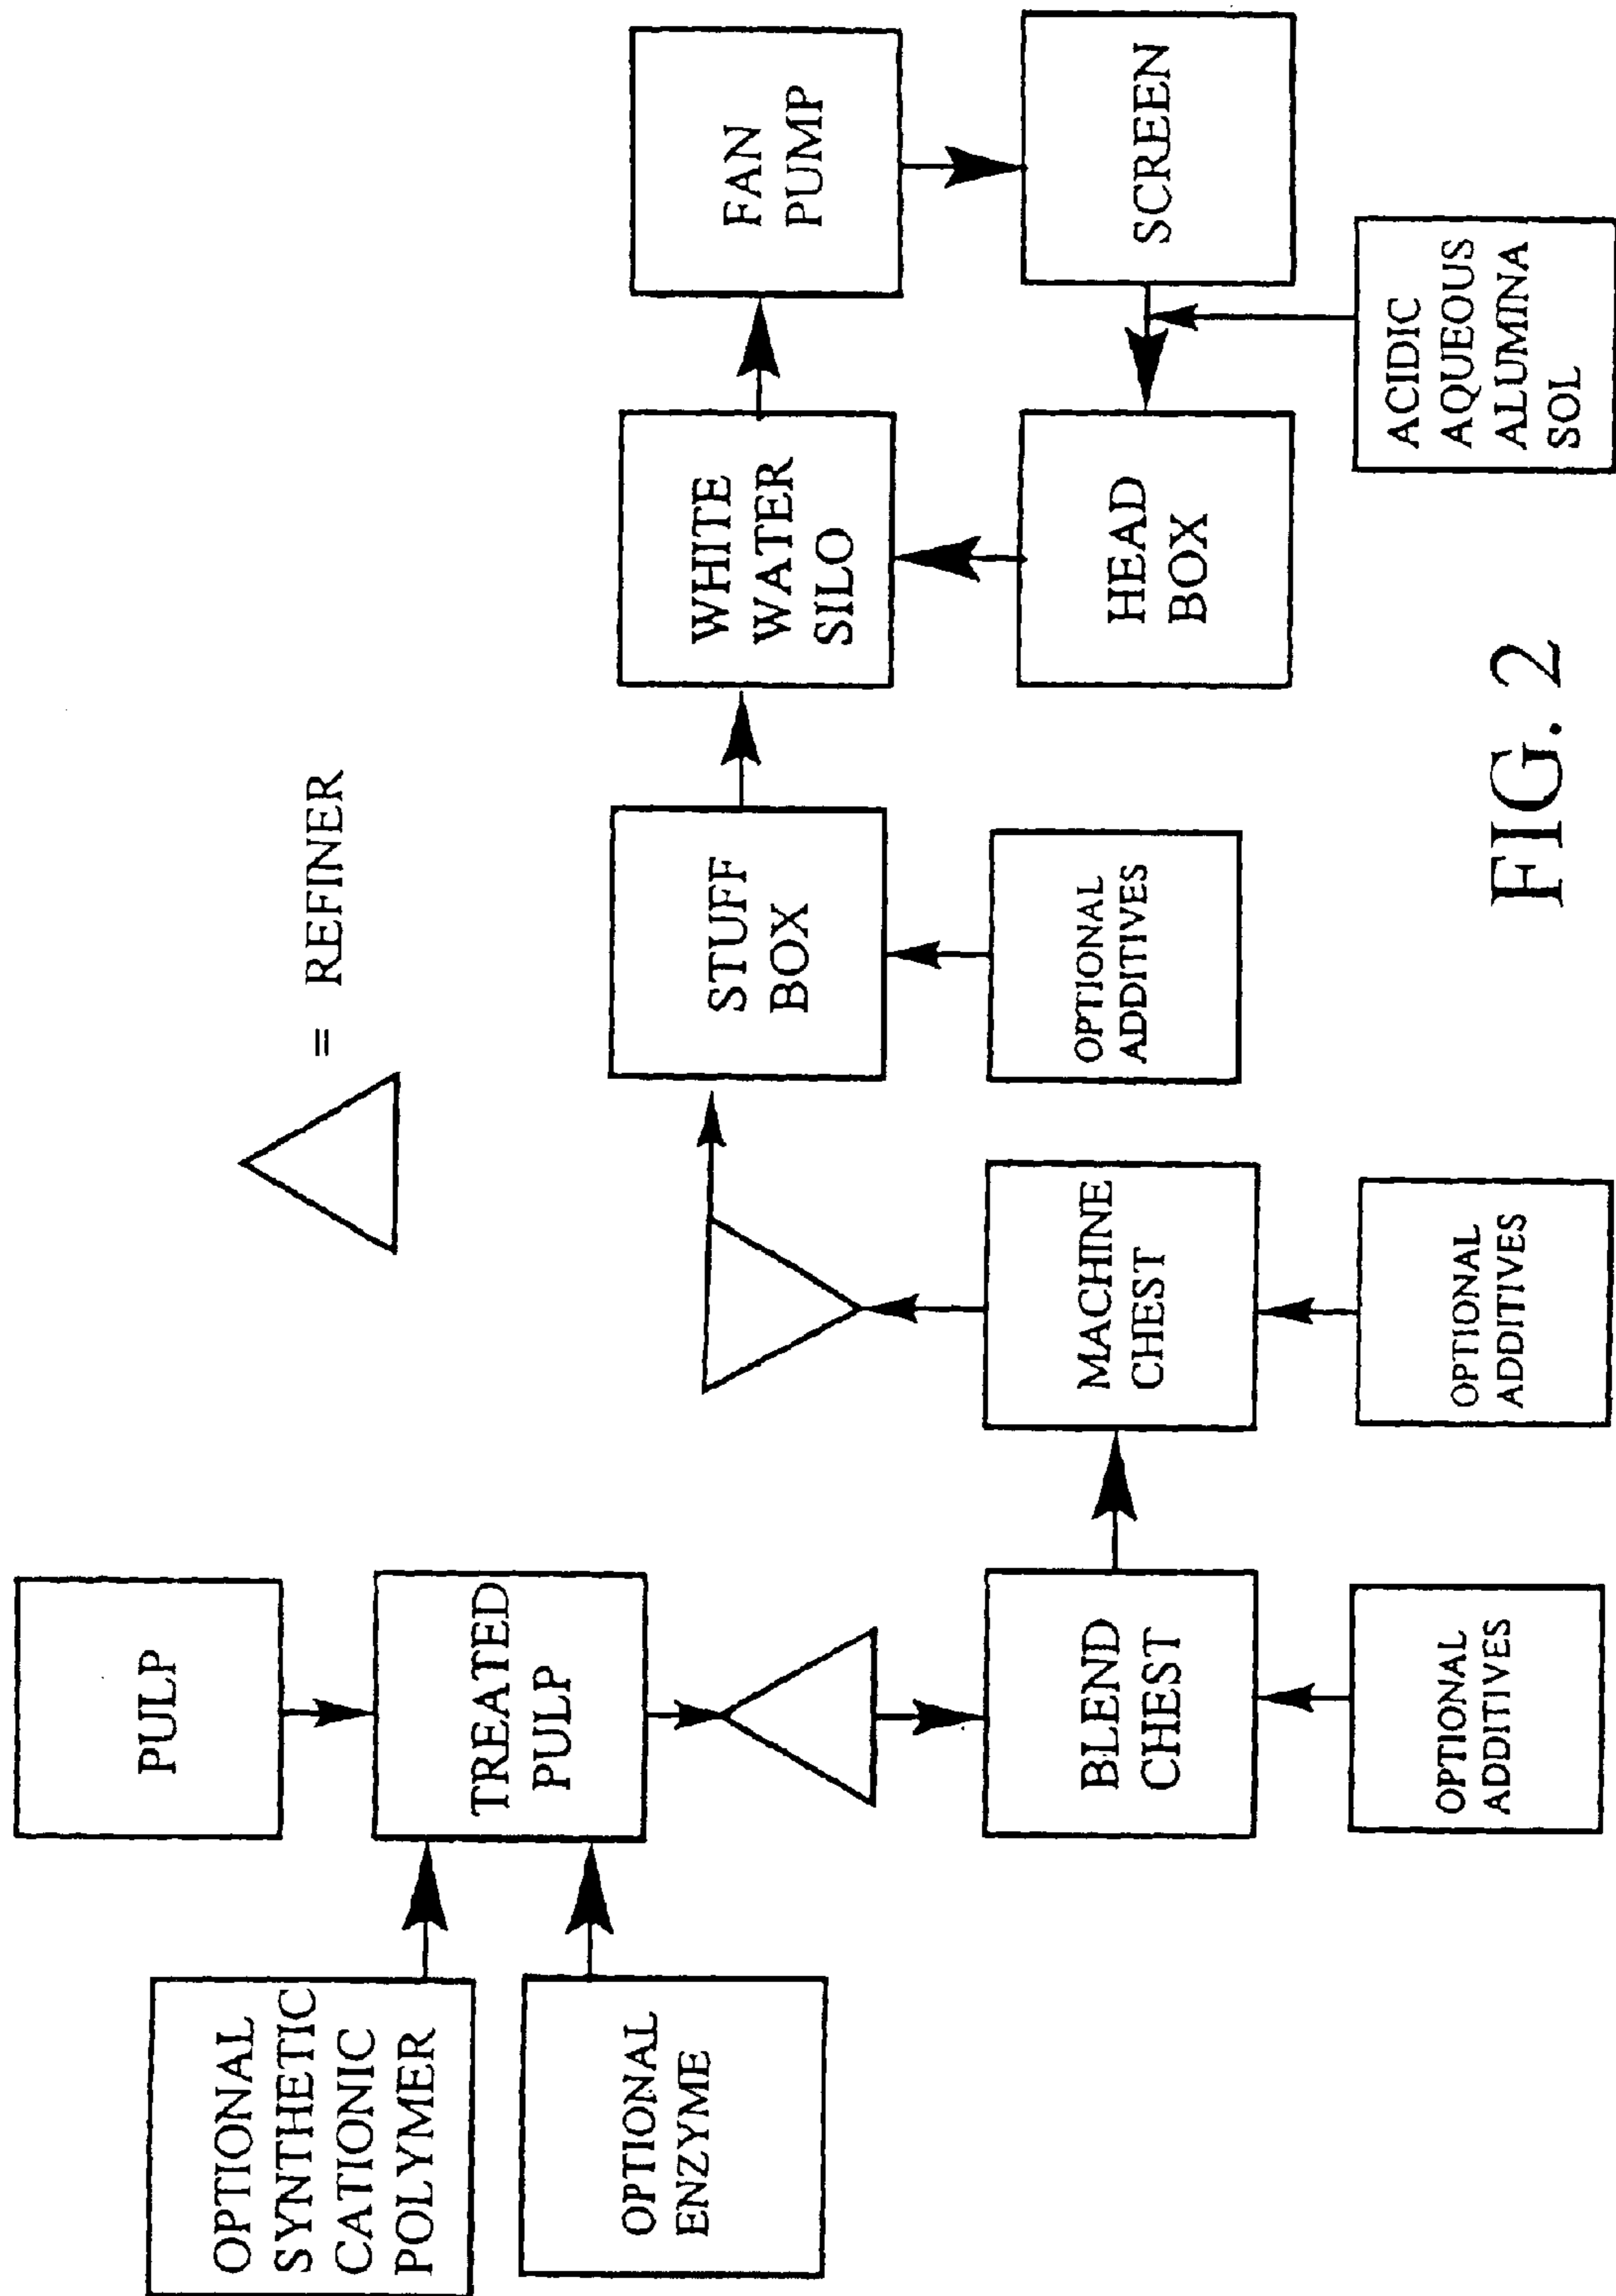 = REFINER
PULP
OPTIONAL
SYNTHETIC
CATIONIC
POLYMER
TREATED
PULP
OPTIONAL
ENZYME
BLEND
CHEST
OPTIONAL
ADDITIVES
MACHINE
CHEST
OPTIONAL
ADDITIVES
STUFF
BOX
OPTIONAL
ADDITIVES
WHITE
WATER
SILO
FAN
PUMP
HEAD
BOX
SCREEN
ACIDIC
AQUEOUS
ALUMINA
SOL
FIG. 2